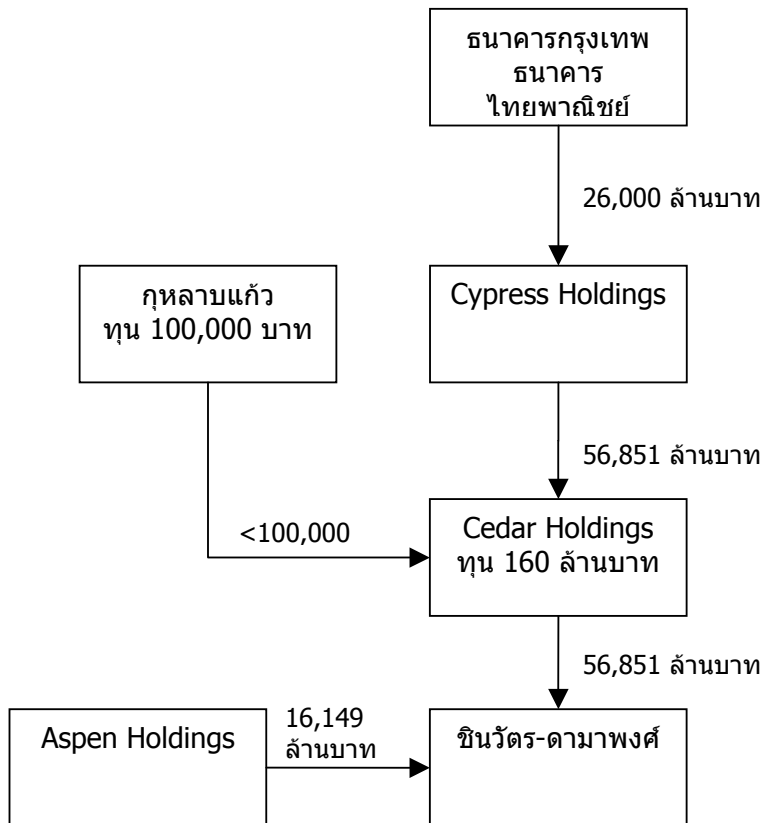 ธนาคารกรุงเทพ
ธนาคาร
ไทยพาณิชย์
26,000 ล้านบาท
กุหลาบแก้ว
ทุน 100,000 บาท
Cypress Holdings
56,851 ล้านบาท
<100,000
Cedar Holdings
ทุน 160 ล้านบาท
56,851 ล้านบาท
Aspen Holdings
16,149
ล้านบาท
ชินวัตร-ดามาพงศ์